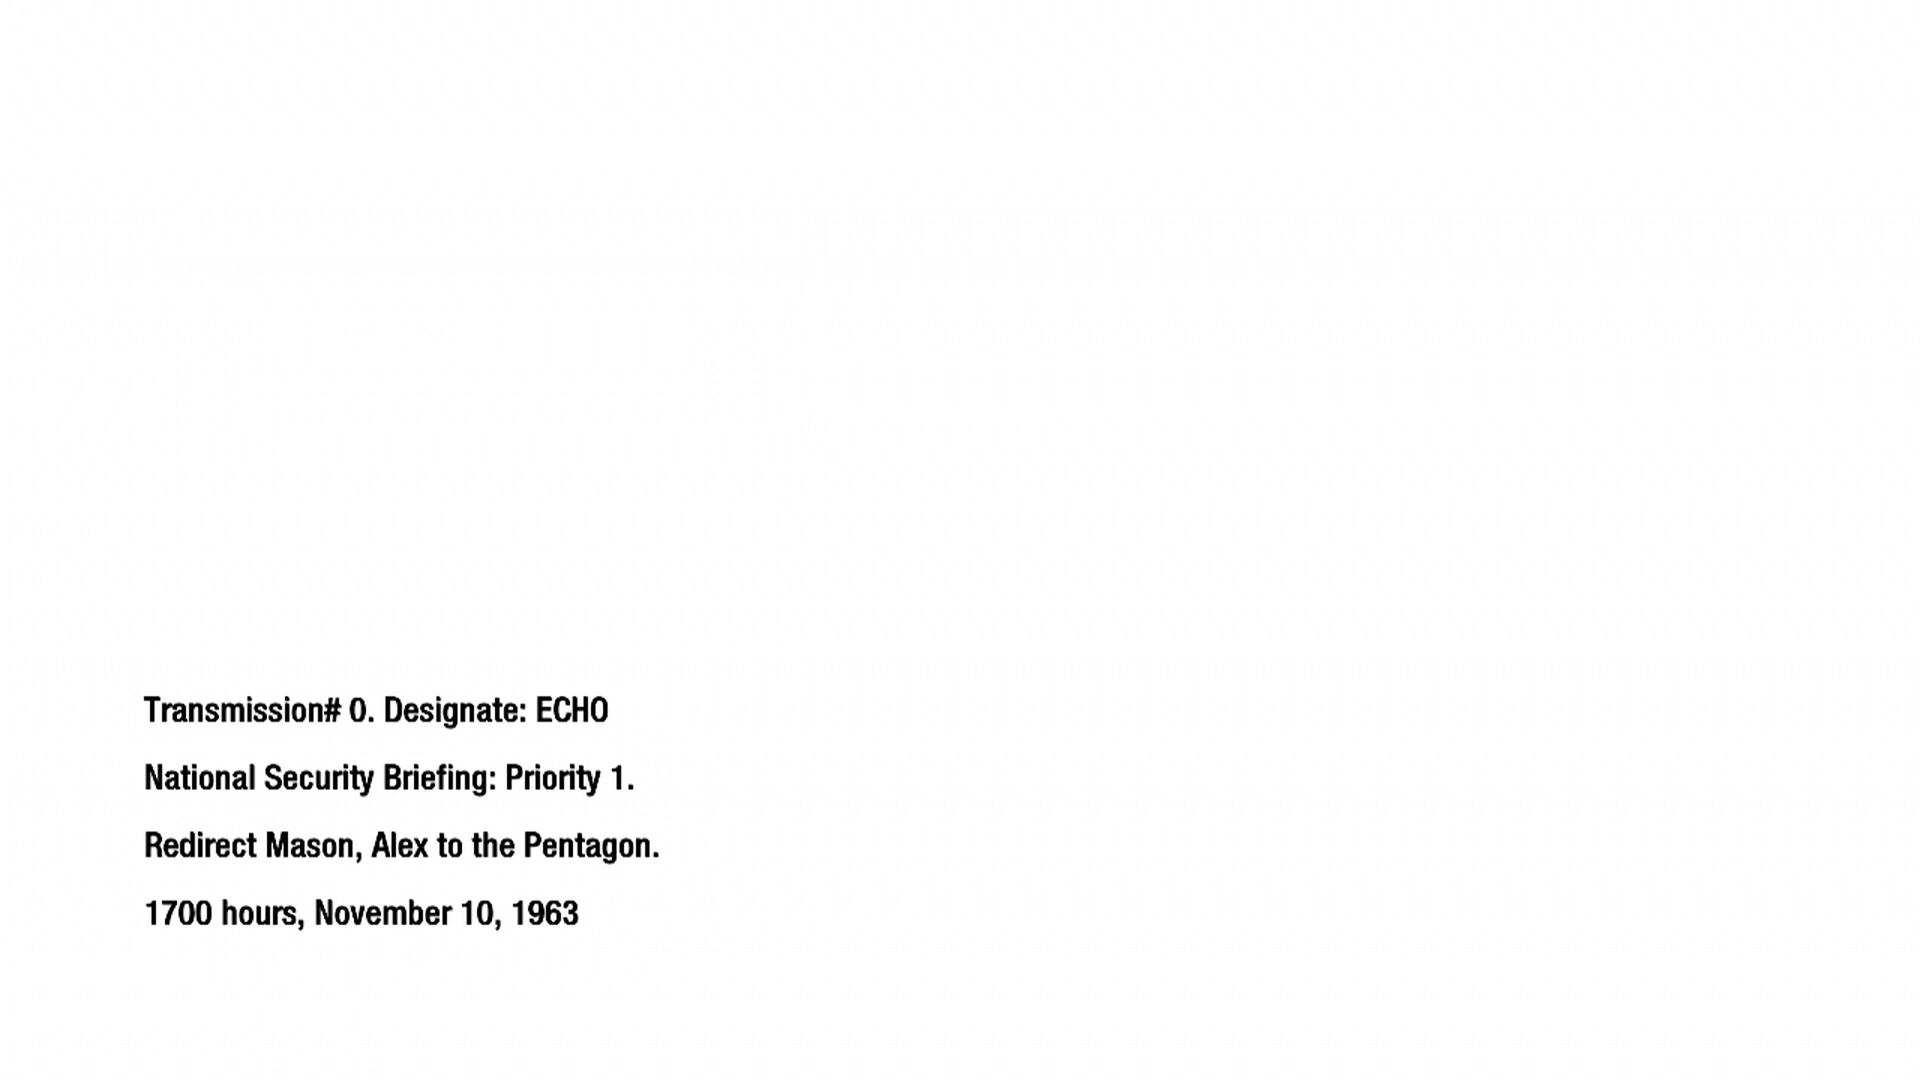 Transmission# 0. Designate: ECHO
National Security Briefing: Priority 1.
Redirect Mason, Alex to the Pentagon.
1700 hours, November 10, 1963